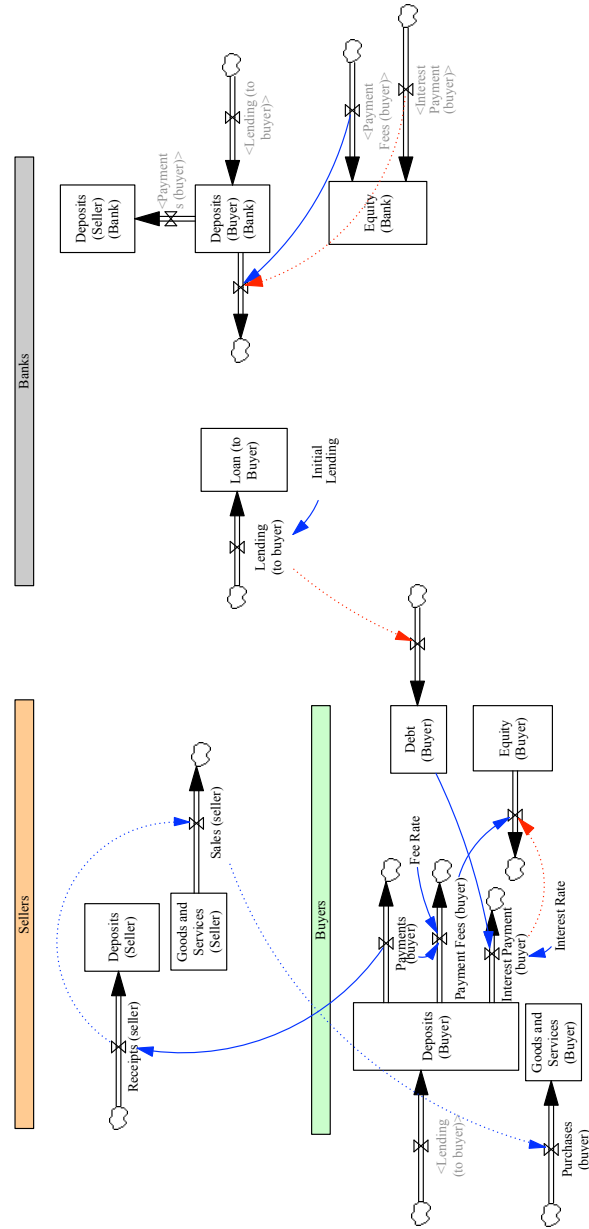 Sellers
Banks
Receipts (seller)
Deposits
(Seller)
Goods and
Services
(Seller)
Sales (seller)
Lending
(to buyer)
Loan (to
Buyer)
Initial
Lending
Deposits
(Seller)
(Bank)
<Payment
s (buyer)>
Deposits
(Buyer)
(Bank)
<Lending (to
buyer)>
Equity
(Bank)
<Payment
Fees (buyer)>
<Interest
Payment
(buyer)>
Buyers
<Lending
(to buyer)>
Deposits
(Buyer)
Payments
(buyer)
Fee Rate
Payment Fees (buyer)
Interest Payment
(buyer)
Interest Rate
Debt
(Buyer)
Equity
(Buyer)
Purchases
(buyer)
Goods and
Services
(Buyer)